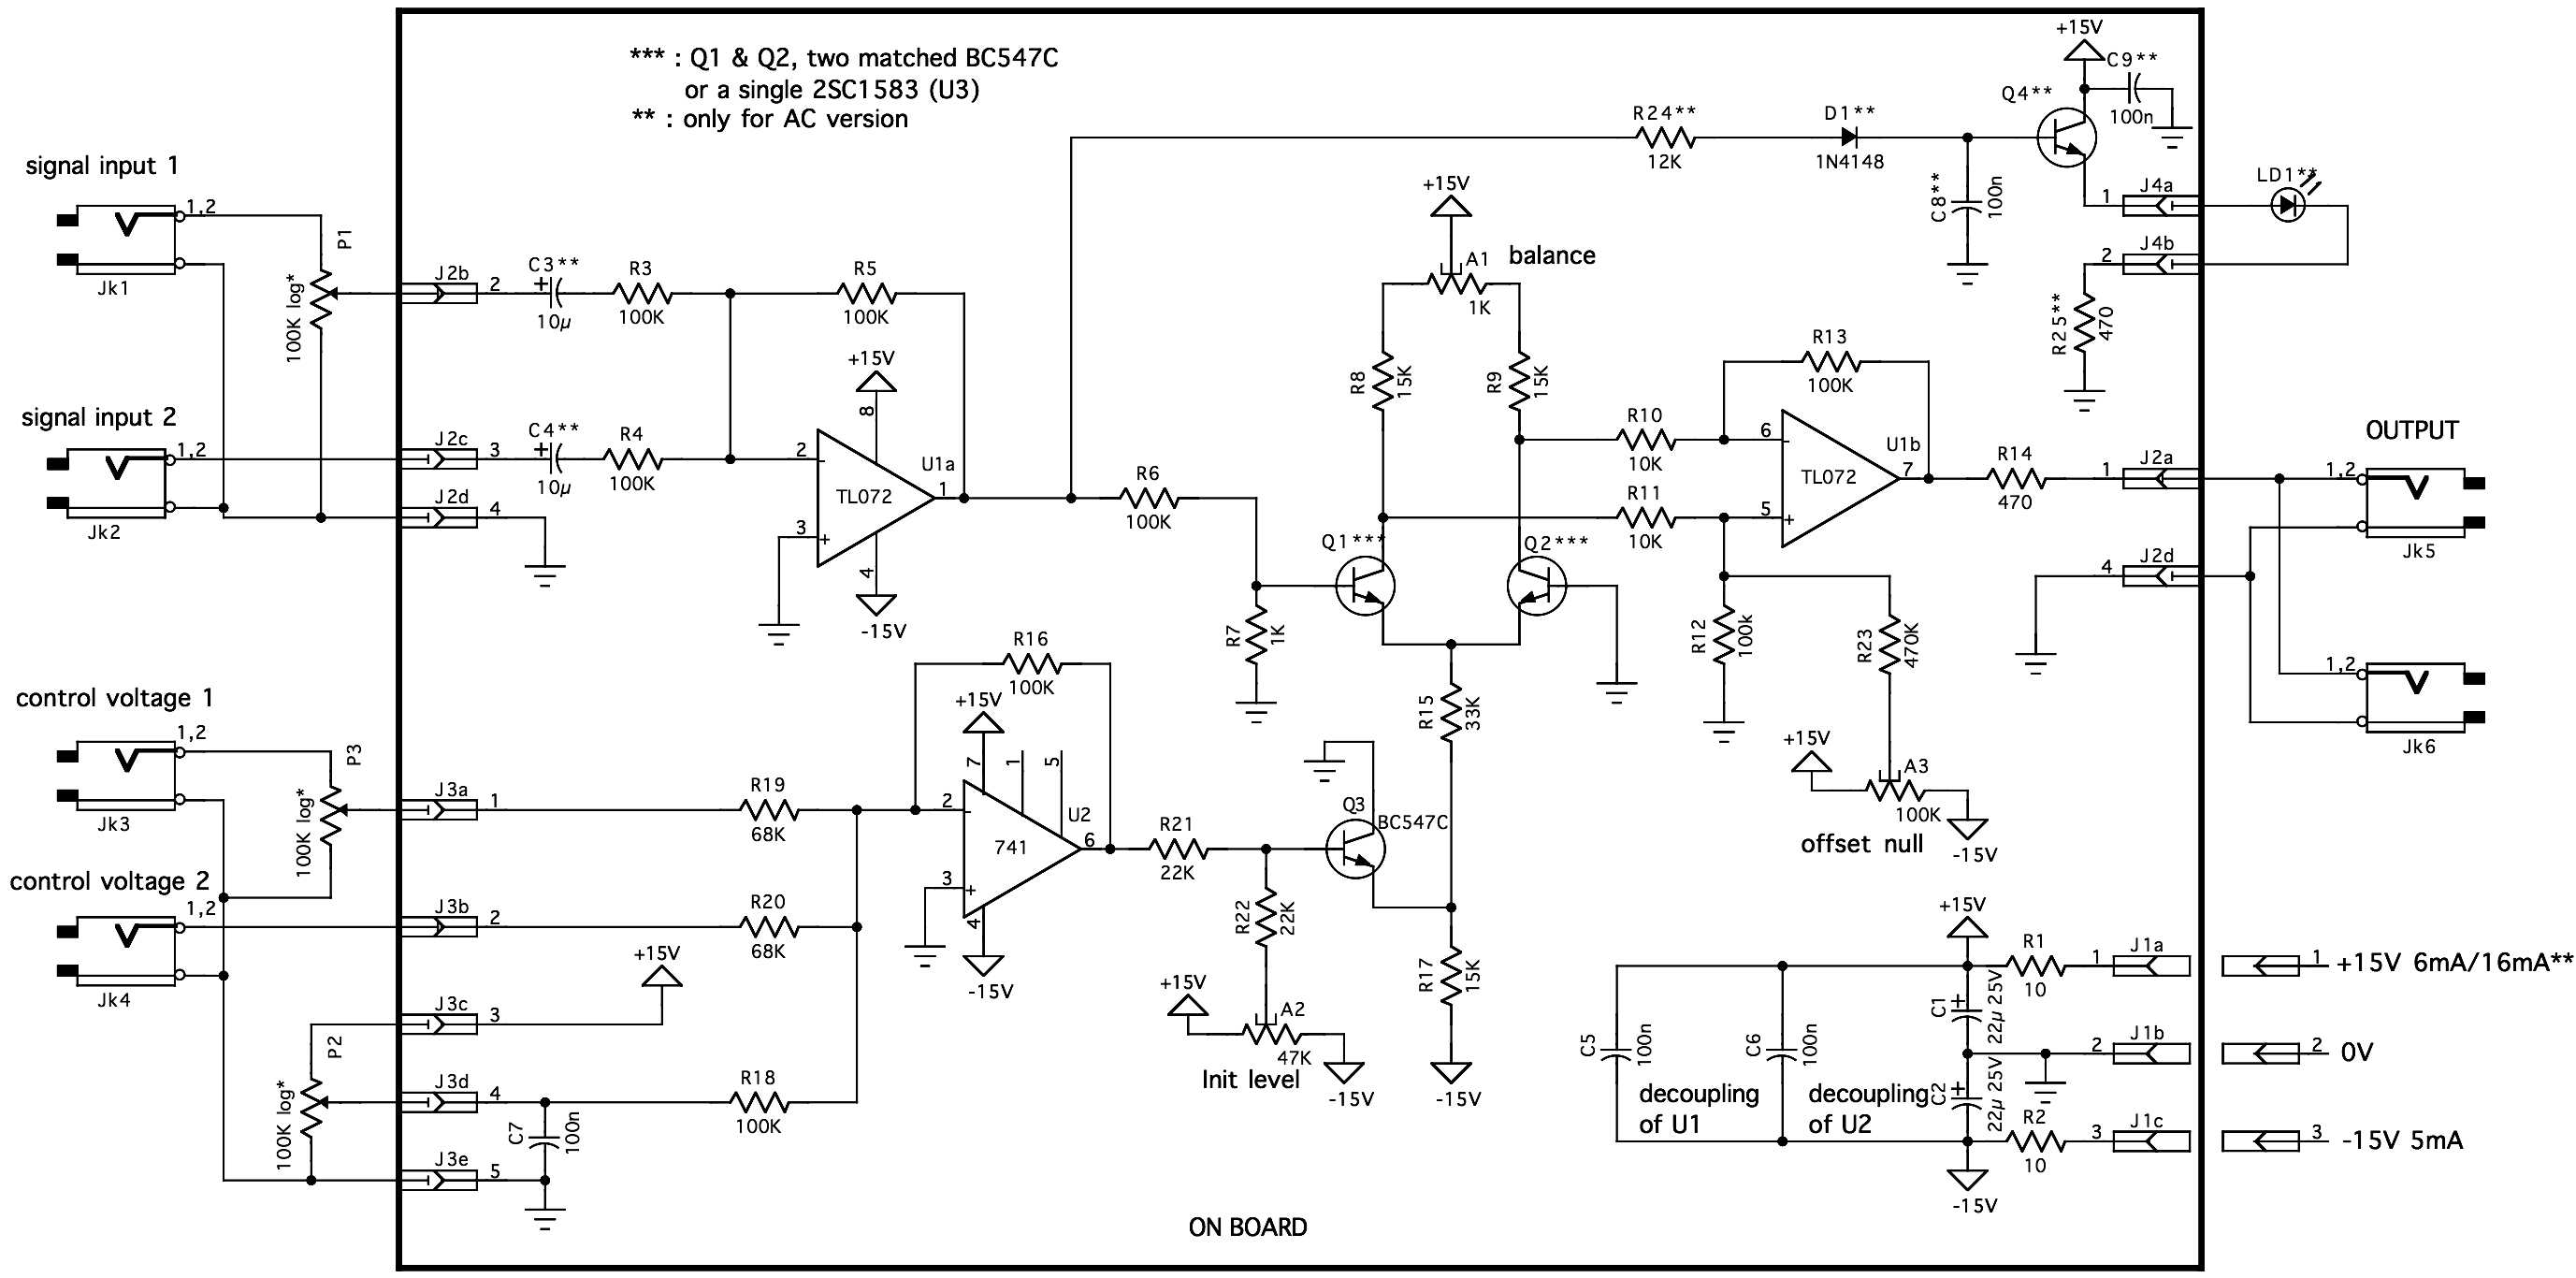 *** : Q1 & Q2, two matched BC547C
or a single 2SC1583 (U3)
** : only for AC version
+15V
C9**
100n
Q4**
R24**
12K
D1**
1N4148
C8**
100n
1
J4a
LD1**
2
J4b
R25**
470
signal input 1
1,2
Jk1
P1
100K log*
J2b
2
C3**
+
10µ
R3
100K
R5
100K
signal input 2
1,2
Jk2
J2c
3
C4**
+
10µ
R4
100K
J2d
4
+15V
8
2
-
3
+
TL072
U1a
1
4
-15V
R6
100K
R7
1K
+15V
A1
balance
1K
R8
15K
R9
15K
Q1***
Q2***
R10
10K
R11
10K
R13
100K
6
-
5
+
TL072
U1b
7
R14
470
1
J2a
OUTPUT
1,2
Jk5
4
J2d
1,2
Jk6
R12
100k
R23
470K
+15V
A3
100K
-15V
offset null
control voltage 1
1,2
Jk3
P3
100K log*
J3a
1
R19
68K
control voltage 2
1,2
Jk4
J3b
2
R20
68K
J3c
3
+15V
P2
100K log*
J3d
4
C7
100n
R18
100K
J3e
5
R16
100K
+15V
7
1
5
2
-
3
+
741
U2
6
4
-15V
R21
22K
R22
22K
Q3
BC547C
R15
33K
R17
15K
-15V
+15V
A2
47K
Init level
-15V
C5
100n
decoupling
of U1
C6
100n
decoupling
of U2
+15V
R1
10
1
J1a
1
+15V 6mA/16mA**
C1
+
22µ 25V
2
J1b
2
0V
C2
+
22µ 25V
R2
10
3
J1c
3
-15V 5mA
-15V
ON BOARD